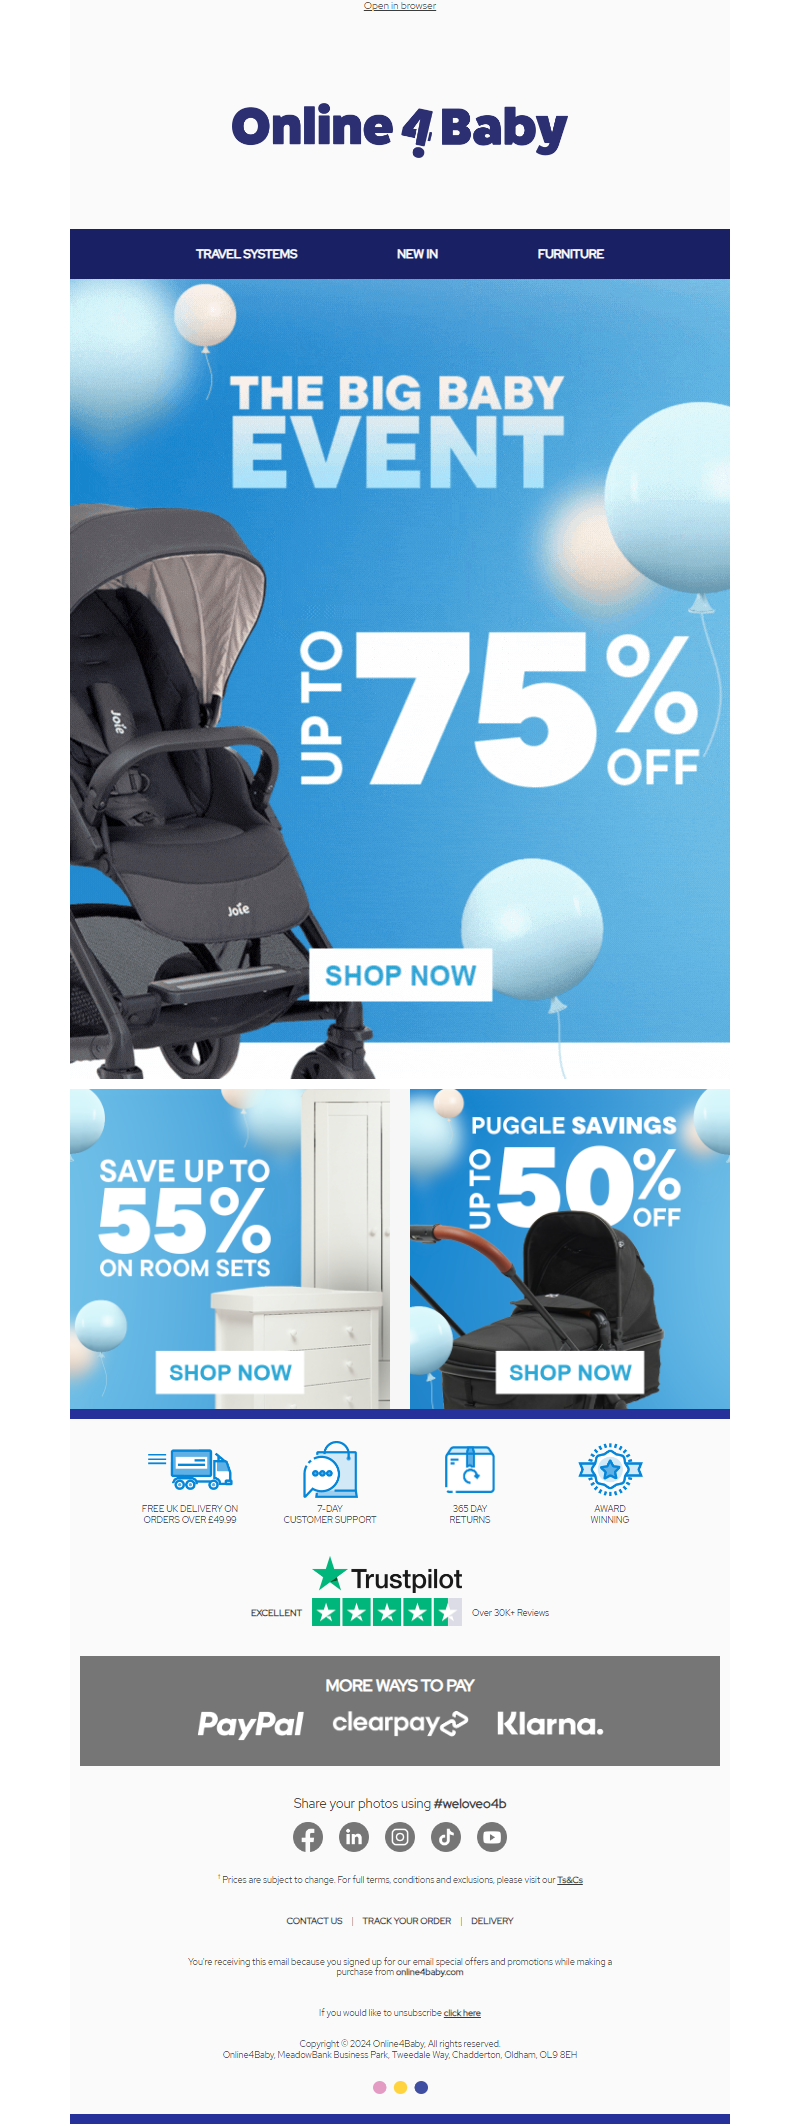 Open in browser
Online 4 Baby
TRAVEL SYSTEMS
NEW IN
FURNITURE
THE BIG BABY
EVENT
UP TO 75% OFF
Joie
Joie
SHOP NOW
SAVE UP TO
55%
ON ROOM SETS
SHOP NOW
PUGGLE SAVINGS
UP TO 50% OFF
SHOP NOW
FREE UK DELIVERY ON
ORDERS OVER £49.99
7-DAY
CUSTOMER SUPPORT
365 DAY
RETURNS
AWARD
WINNING
Trustpilot
EXCELLENT
Over 30K+ Reviews
MORE WAYS TO PAY
PayPal
clearpay
Klarna.
Share your photos using #weloveo4b
† Prices are subject to change. For full terms, conditions and exclusions, please visit our Ts&Cs
CONTACT US | TRACK YOUR ORDER | DELIVERY
You're receiving this email because you signed up for our email special offers and promotions while making a
purchase from online4baby.com
If you would like to unsubscribe click here
Copyright © 2024 Online4Baby, All rights reserved.
Online4Baby, MeadowBank Business Park, Tweedale Way, Chadderton, Oldham, OL9 8EH